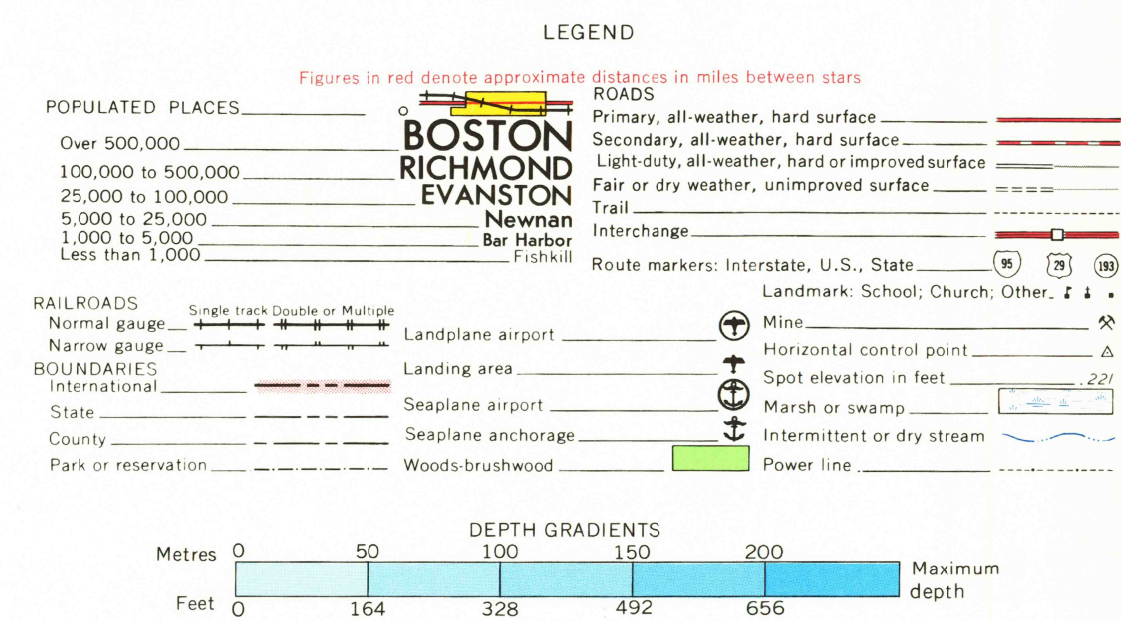 LEGEND
Figures in red denote approximate distances in miles between stars
POPULATED PLACES
Over 500,000 BOSTON
100,000 to 500,000 RICHMOND
25,000 to 100,000 EVANSTON
5,000 to 25,000 Newnan
1,000 to 5,000 Bar Harbor
Less than 1,000 Fishkill
ROADS
Primary, all-weather, hard surface
Secondary, all-weather, hard surface
Light-duty, all-weather, hard or improved surface
Fair or dry weather, unimproved surface
Trail
Interchange
Route markers: Interstate, U.S., State 95 29 193
Landmark: School; Church; Other
RAILROADS
Single track Double or Multiple
Normal gauge
Narrow gauge
BOUNDARIES
International
State
County
Park or reservation
Landplane airport
Landing area
Seaplane airport
Seaplane anchorage
Woods-brushwood
Mine
Horizontal control point
Spot elevation in feet .221
Marsh or swamp
Intermittent or dry stream
Power line
DEPTH GRADIENTS
Metres 0 50 100 150 200
Maximum
depth
Feet 0 164 328 492 656